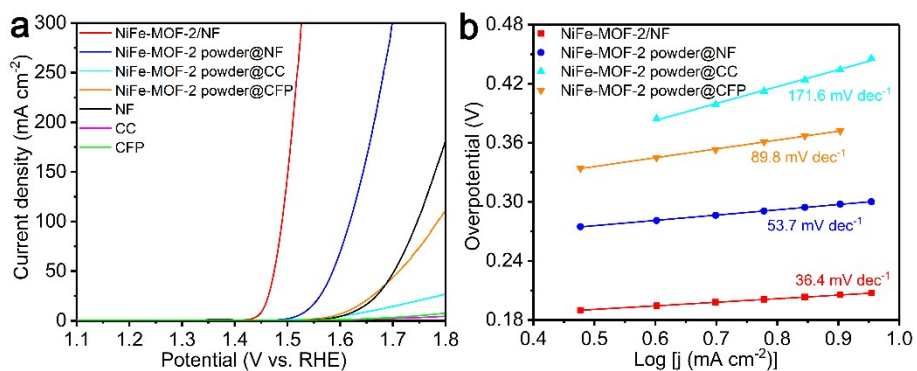 a
300
250
200
150
100
50
0
Current density (mA cm⁻²)
NiFe-MOF-2/NF
NiFe-MOF-2 powder@NF
NiFe-MOF-2 powder@CC
NiFe-MOF-2 powder@CFP
NF
CC
CFP
1.1 1.2 1.3 1.4 1.5 1.6 1.7 1.8
Potential (V vs. RHE)
b
0.48
0.42
0.36
0.30
0.24
0.18
Overpotential (V)
NiFe-MOF-2/NF
NiFe-MOF-2 powder@NF
NiFe-MOF-2 powder@CC
NiFe-MOF-2 powder@CFP
171.6 mV dec⁻¹
89.8 mV dec⁻¹
53.7 mV dec⁻¹
36.4 mV dec⁻¹
0.4 0.5 0.6 0.7 0.8 0.9 1.0
Log [j (mA cm⁻²)]